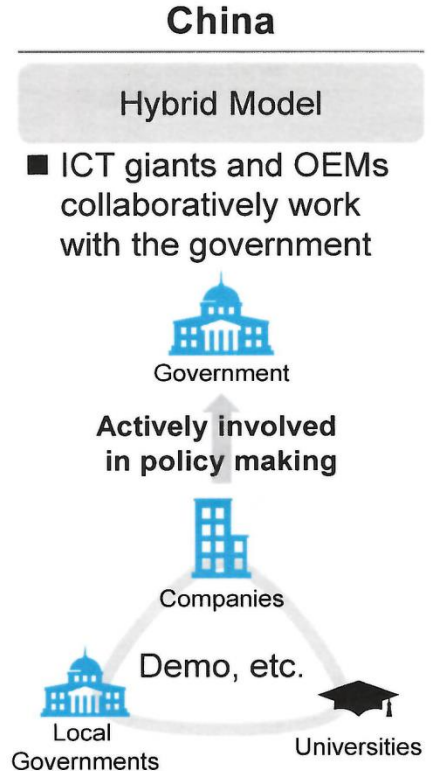 China
Hybrid Model
■ ICT giants and OEMs
collaboratively work
with the government
Government
Actively involved
in policy making
Companies
Demo, etc.
Local
Governments
Universities